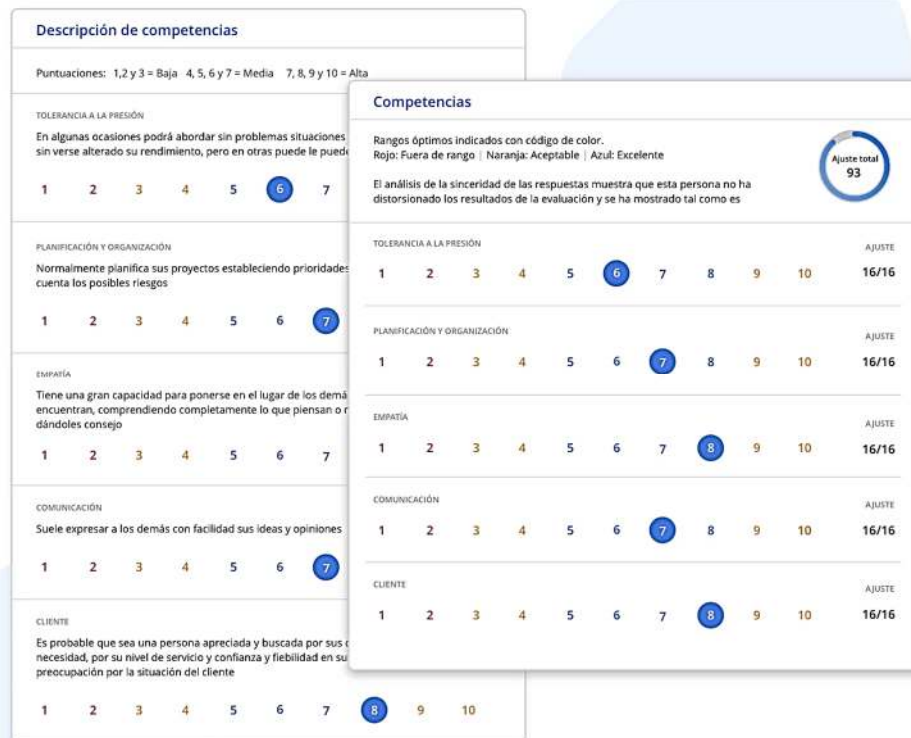 Descripción de competencias
Puntuaciones: 1,2 y 3 = Baja 4, 5, 6 y 7 = Media 7, 8, 9 y 10 = Alta
TOLERANCIA A LA PRESIÓN
En algunas ocasiones podrá abordar sin problemas situaciones
sin verse alterado su rendimiento, pero en otras puede le
1 2 3 4 5 6 7
PLANIFICACIÓN Y ORGANIZACIÓN
Normalmente planifica sus proyectos estableciendo prioridades
cuenta los posibles riesgos
1 2 3 4 5 6 7
EMPATÍA
Tiene una gran capacidad para ponerse en el lugar de los
encuentran, comprendiendo completamente lo que piensan o
dándoles consejo
1 2 3 4 5 6 7
COMUNICACIÓN
Suele expresar a los demás con facilidad sus ideas y opiniones
1 2 3 4 5 6 7
CLIENTE
Es probable que sea una persona apreciada y buscada por sus
necesidad, por su nivel de servicio y confianza y fiebilidad en su
preocupación por la situación del cliente
1 2 3 4 5 6 7 8 9 10
Competencias
Rangos óptimos indicados con código de color.
Rojo: Fuera de rango | Naranja: Aceptable | Azul: Excelente
El análisis de la sinceridad de las respuestas muestra que esta persona no ha
distorsionado los resultados de la evaluación y se ha mostrado tal como es
Ajuste total
93
TOLERANCIA A LA PRESIÓN
AJUSTE
1 2 3 4 5 6 7 8 9 10 16/16
PLANIFICACIÓN Y ORGANIZACIÓN
AJUSTE
1 2 3 4 5 6 7 8 9 10 16/16
EMPATÍA
AJUSTE
1 2 3 4 5 6 7 8 9 10 16/16
COMUNICACIÓN
AJUSTE
1 2 3 4 5 6 7 8 9 10 16/16
CLIENTE
AJUSTE
1 2 3 4 5 6 7 8 9 10 16/16